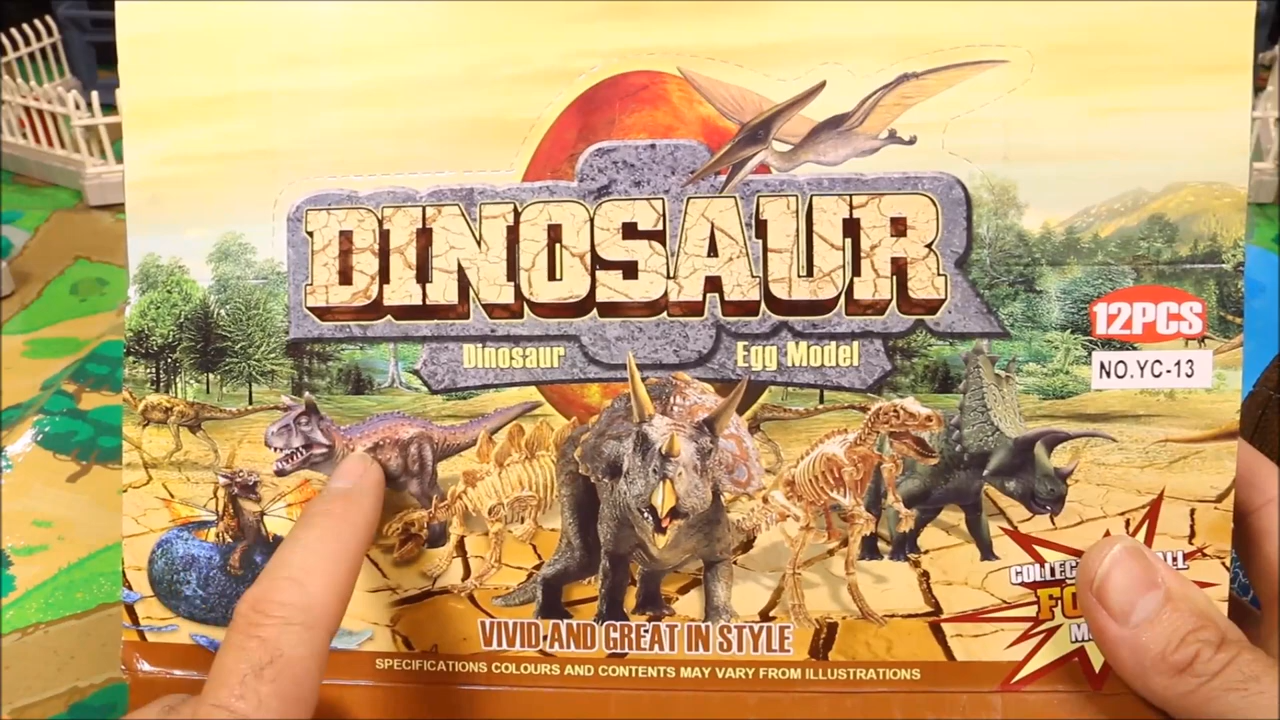 DINOSAUR
Dinosaur Egg Model
12PCS
NO.YC-13
VIVID AND GREAT IN STYLE
SPECIFICATIONS COLOURS AND CONTENTS MAY VARY FROM ILLUSTRATIONS